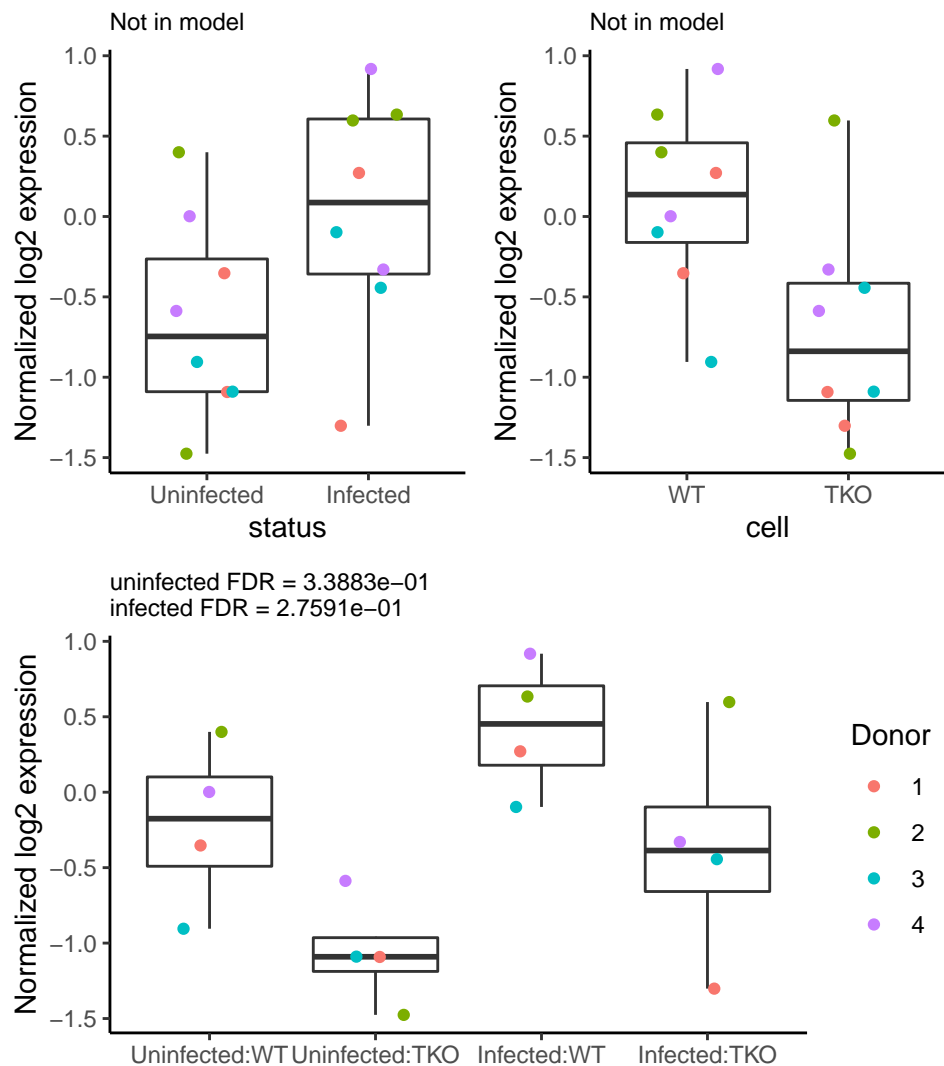 Not in model
Normalized log2 expression
1.0
0.5
0.0
−0.5
−1.0
−1.5
Uninfected Infected
status
Not in model
Normalized log2 expression
1.0
0.5
0.0
−0.5
−1.0
−1.5
WT TKO
cell
uninfected FDR = 3.3883e−01
infected FDR = 2.7591e−01
Normalized log2 expression
1.0
0.5
0.0
−0.5
−1.0
−1.5
Uninfected:WT Uninfected:TKO Infected:WT Infected:TKO
Donor
1
2
3
4